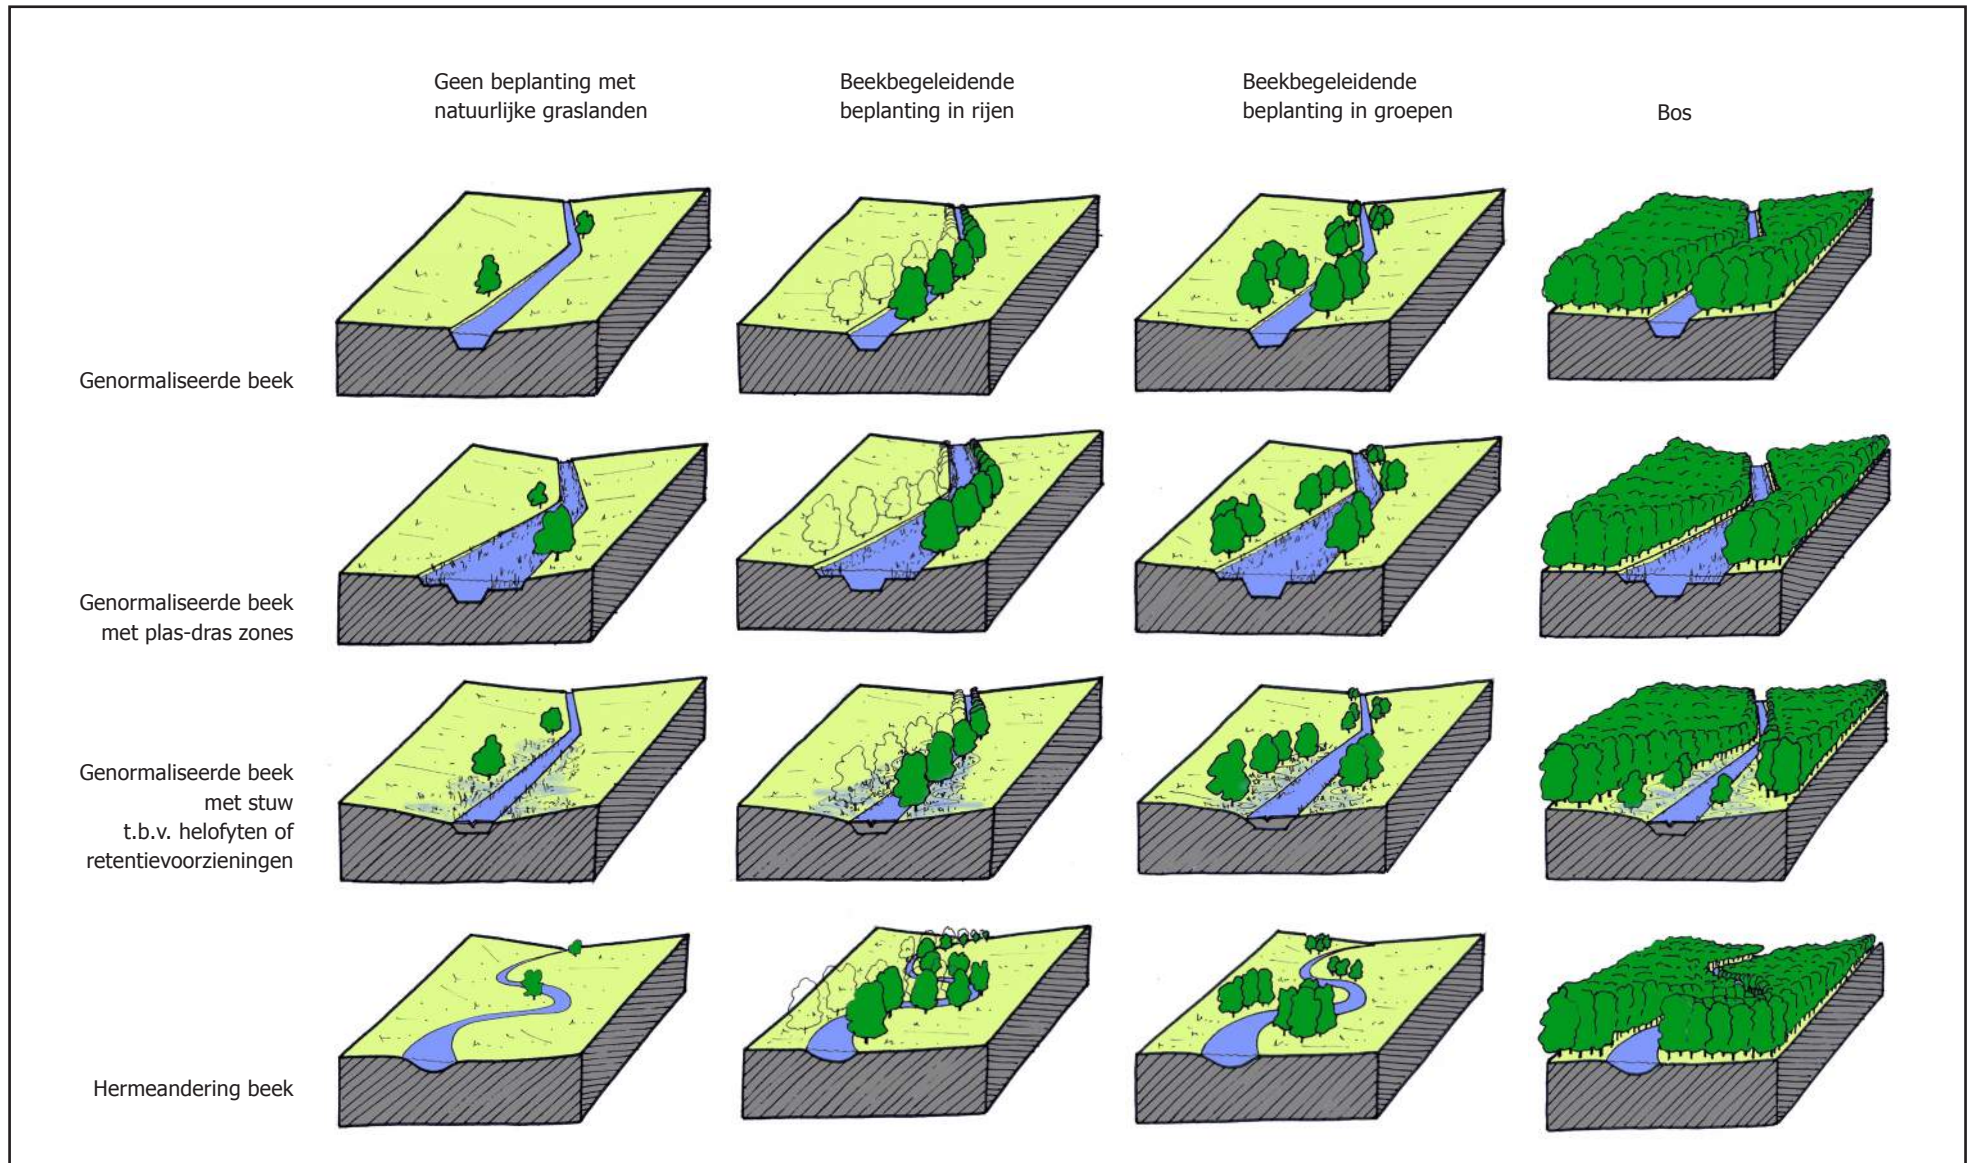 Geen beplanting met
natuurlijke graslanden
Beekbegeleidende
beplanting in rijen
Beekbegeleidende
beplanting in groepen
Bos
Genormaliseerde beek
Genormaliseerde beek
met plas-dras zones
Genormaliseerde beek
met stuw
t.b.v. helofyten of
retentievoorzieningen
Hermeandering beek